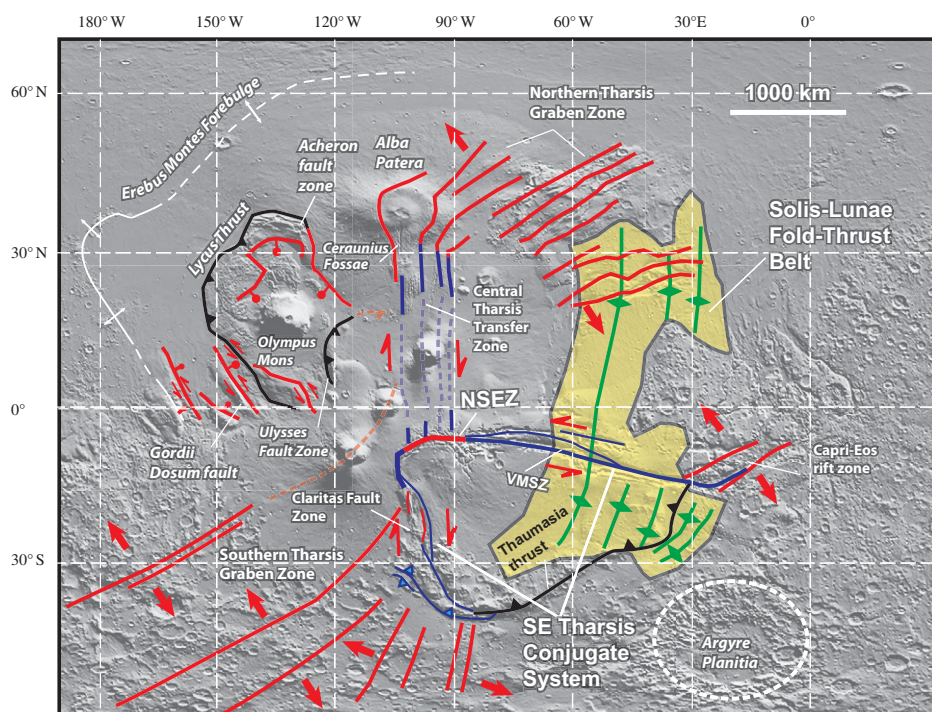 180° W
150° W
120° W
90° W
60° W
30° E
0°
60° N
30° N
0°
30° S
Erebus Montes Forebulge
Acheron
fault
zone
Alba
Patera
Northern Tharsis
Graben Zone
1000 km
Lycus Thrust
Ceraunius
Fossae
Solis-Lunae
Fold-Thrust
Belt
Central
Tharsis
Transfer
Zone
Olympus
Mons
NSEZ
Gordii
Dosum fault
Ulysses
Fault Zone
VMSZ
Capri-Eos
rift zone
Claritas Fault
Zone
Thaumasia
thrust
Southern Tharsis
Graben Zone
SE Tharsis
Conjugate
System
Argyre
Planitia